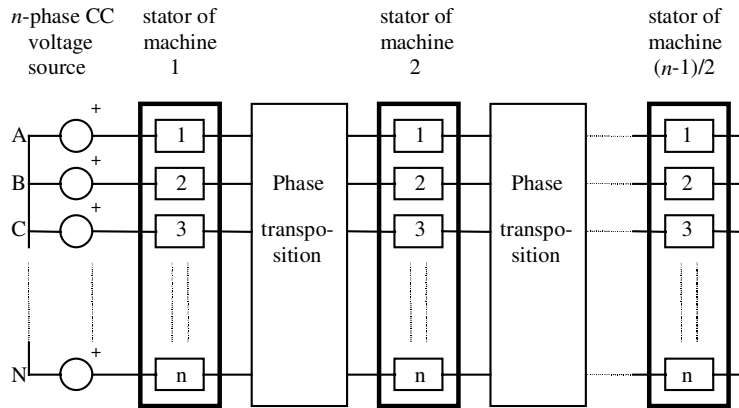 n-phase CC
voltage
source
stator of
machine
1
stator of
machine
2
stator of
machine
(n-1)/2
A
+
1
1
1
B
+
2
Phase
2
Phase
2
C
+
3
transpo-
sition
3
transpo-
sition
3
N
+
n
n
n